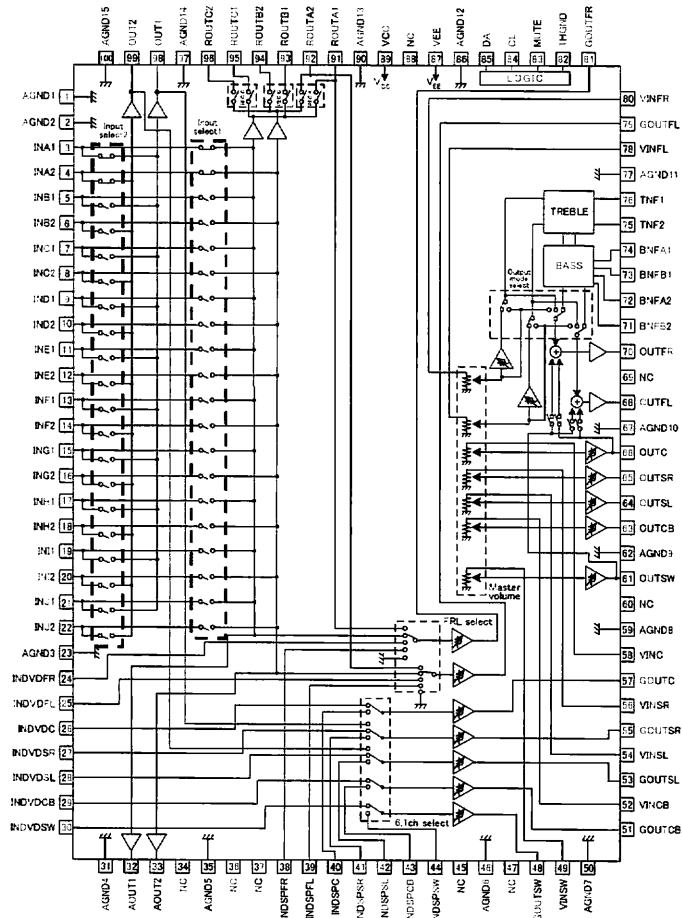 AGND15 OUT2 OUT1 AGND14 ROUTC2 ROUTC1 ROUTB2 ROUTB1 ROUTA2 ROUTA1 AGND13 VCC NC VEE AGND12 DA CL MUTE THGND GOUTFR
100 99 98 97 96 95 94 93 92 91 90 89 88 87 86 85 84 83 82 81
VCC VEE LOGIC
AGND1 1
AGND2 2
Input select2
Input select1
INA1 3
INA2 4
INB1 5
INB2 6
INC1 7
INC2 8
IND1 9
IND2 10
INE1 11
INE2 12
INF1 13
INF2 14
ING1 15
ING2 16
INH1 17
INH2 18
INI1 19
INI2 20
INJ1 21
INJ2 22
AGND3 23
INDVDFR 24
INDVDFL 25
INDVDC 26
INDVDSR 27
INDVDSL 28
INDVDCB 29
INDVDSW 30
80 VINFR
79 GOUTFL
78 VINFL
77 AGND11
76 TNF1
TREBLE
75 TNF2
74 BNFA1
BASS
73 BNFB1
72 BNFA2
71 BNFB2
Output mode select
70 OUTFR
69 NC
68 OUTFL
67 AGND10
66 OUTC
65 OUTSR
64 OUTSL
63 OUTCB
62 AGND9
61 OUTSW
Master volume
60 NC
59 AGND8
58 VINC
57 GOUTC
56 VINSR
55 GOUTSR
54 VINSL
53 GOUTSL
52 VINCB
51 GOUTCB
FRL select
6.1ch select
31 32 33 34 35 36 37 38 39 40 41 42 43 44 45 46 47 48 49 50
AGND4 AOUT1 AOUT2 NC AGND5 NC NC INDSPFR INDSPFL INDSPC INDSPSR INDSPSL INDSPCB INDSPSW NC AGND6 NC GOUTSW VINSW AGND7